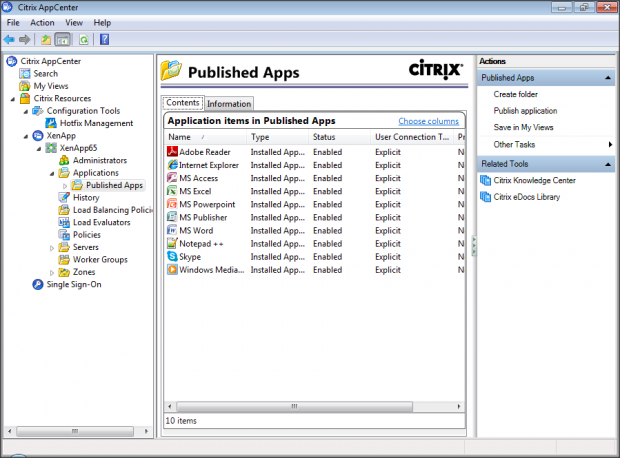 Citrix AppCenter
File Action View Help
Citrix AppCenter
Search
My Views
Citrix Resources
Configuration Tools
Hotfix Management
XenApp
XenApp65
Administrators
Applications
Published Apps
History
Load Balancing Policie
Load Evaluators
Policies
Servers
Worker Groups
Zones
Single Sign-On
Published Apps
CITRIX
Contents Information
Application items in Published Apps Choose columns
Name Type Status User Connection T... Pr
Adobe Reader Installed App... Enabled Explicit N
Internet Explorer Installed App... Enabled Explicit N
MS Access Installed App... Enabled Explicit N
MS Excel Installed App... Enabled Explicit N
MS Powerpoint Installed App... Enabled Explicit N
MS Publisher Installed App... Enabled Explicit N
MS Word Installed App... Enabled Explicit N
Notepad ++ Installed App... Enabled Explicit N
Skype Installed App... Enabled Explicit N
Windows Media... Installed App... Enabled Explicit N
10 items
Actions
Published Apps
Create folder
Publish application
Save in My Views
Other Tasks
Related Tools
Citrix Knowledge Center
Citrix eDocs Library